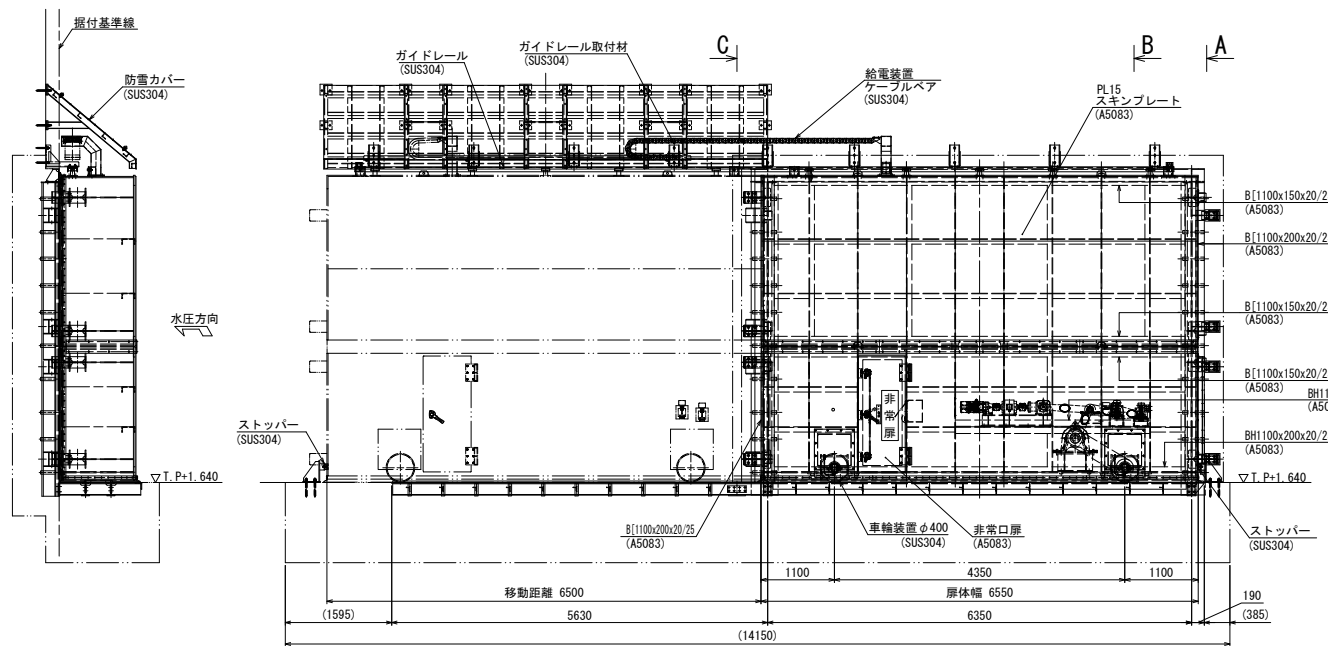 据付基準線
防雪カバー
(SUS304)
水圧方向
ストッパー
(SUS304)
▽T.P+1.640
ガイドレール
(SUS304)
ガイドレール取付材
(SUS304)
C
給電装置
ケーブルベア
(SUS304)
B
A
PL15
スキンプレート
(A5083)
B[1100x150x20/2
(A5083)
B[1100x200x20/2
(A5083)
B[1100x150x20/2
(A5083)
B[1100x150x20/2
(A5083)
BH11
(A50
BH1100x200x20/2
(A5083)
非常扉
▽T.P+1.640
ストッパー
(SUS304)
B[1100x200x20/25
(A5083)
車輪装置φ400
(SUS304)
非常口扉
(A5083)
1100
4350
1100
移動距離 6500
扉体幅 6550
190
(1595)
5630
6350
(385)
(14150)